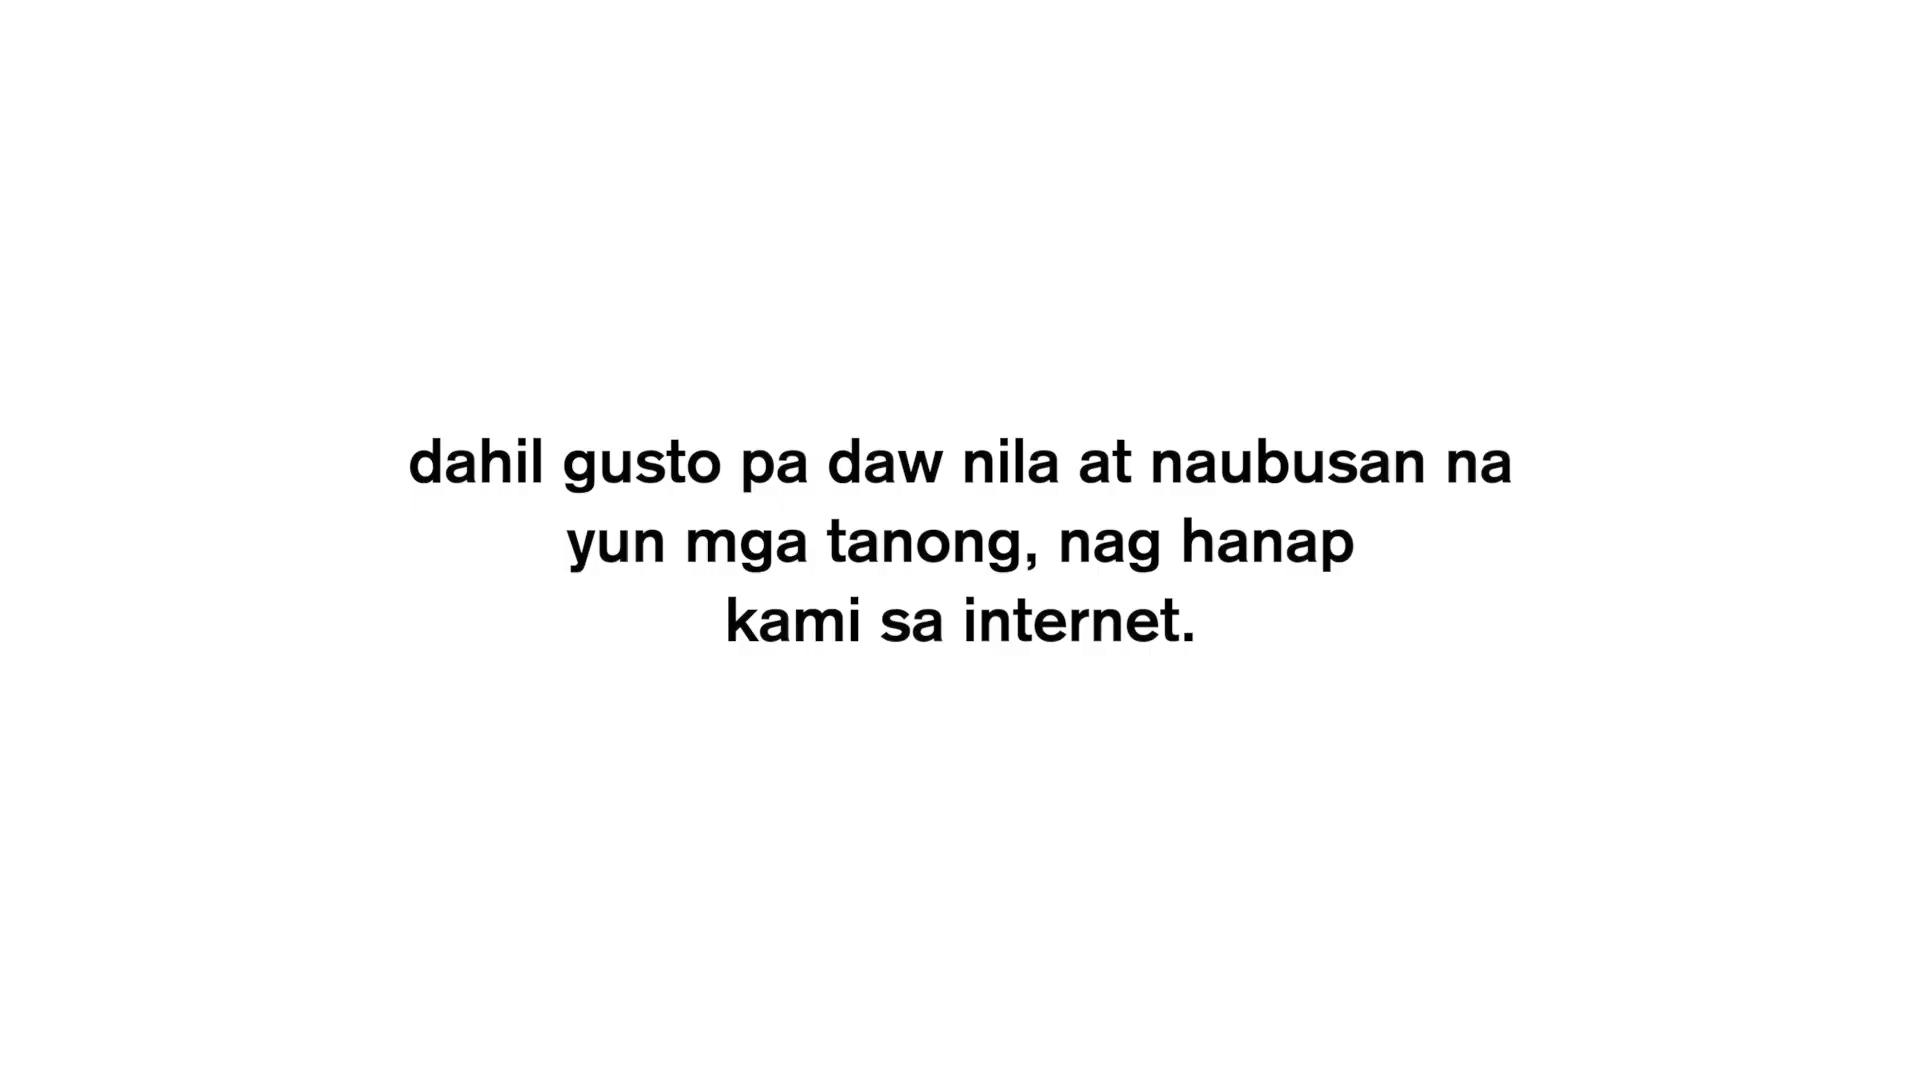 dahil gusto pa daw nila at naubusan na
yun mga tanong, nag hanap
kami sa internet.